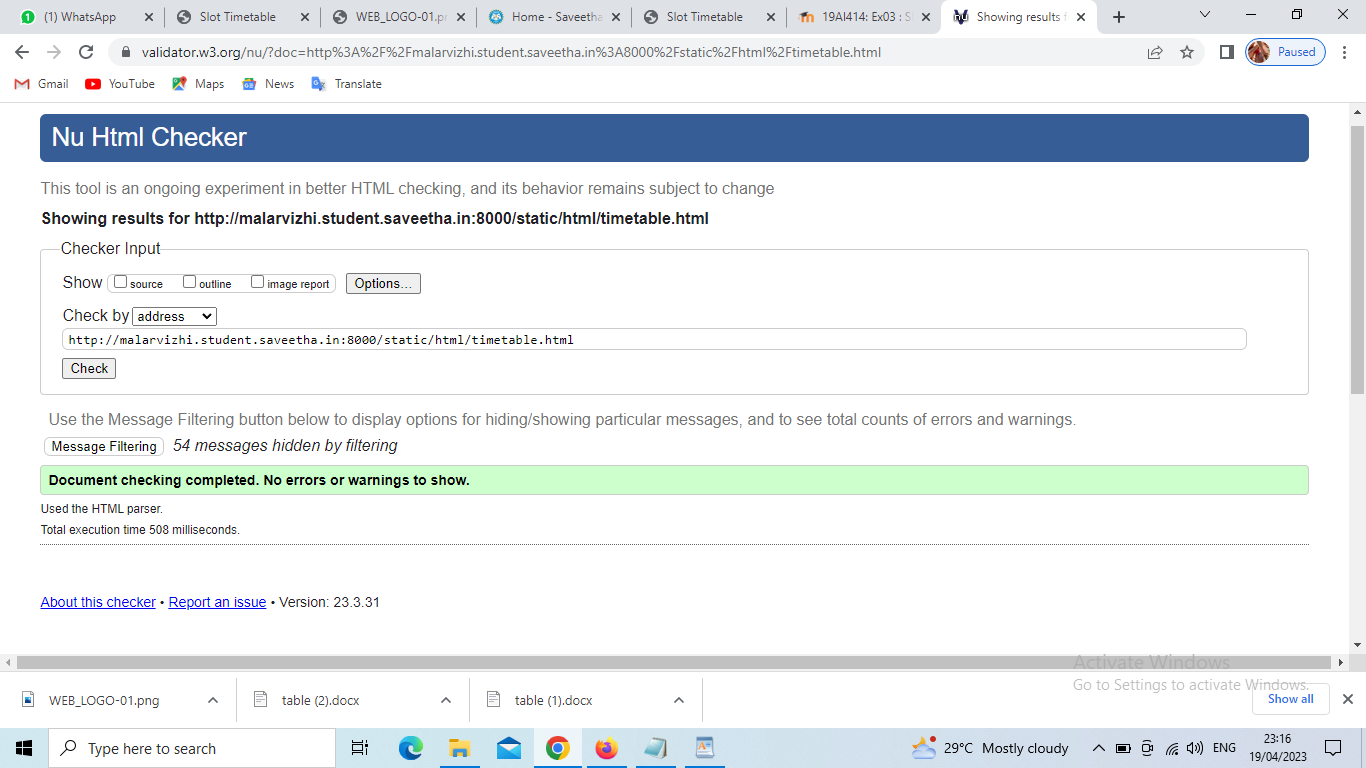 (1) WhatsApp
Slot Timetable
WEB_LOGO-01.p
Home - Saveetha
Slot Timetable
19AI414: Ex03 : S
Showing results f
validator.w3.org/nu/?doc=http%3A%2F%2Fmalarvizhi.student.saveetha.in%3A8000%2Fstatic%2Fhtml%2Ftimetable.html
Paused
Gmail
YouTube
Maps
News
Translate
Nu Html Checker
This tool is an ongoing experiment in better HTML checking, and its behavior remains subject to change
Showing results for http://malarvizhi.student.saveetha.in:8000/static/html/timetable.html
Checker Input
Show source outline image report Options...
Check by address
http://malarvizhi.student.saveetha.in:8000/static/html/timetable.html
Check
Use the Message Filtering button below to display options for hiding/showing particular messages, and to see total counts of errors and warnings.
Message Filtering 54 messages hidden by filtering
Document checking completed. No errors or warnings to show.
Used the HTML parser.
Total execution time 508 milliseconds.
About this checker • Report an issue • Version: 23.3.31
Activate Windows
Go to Settings to activate Windows.
WEB_LOGO-01.png
table (2).docx
table (1).docx
Show all
Type here to search
29°C Mostly cloudy
ENG
23:16
19/04/2023